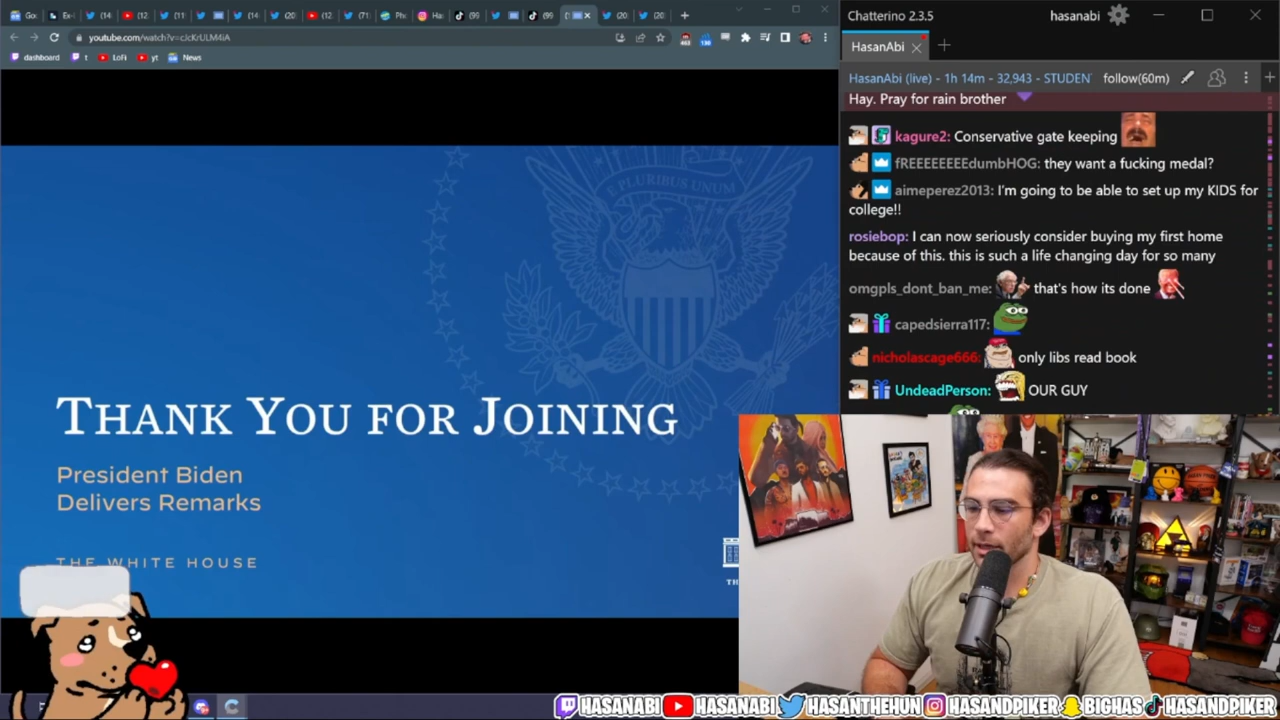 youtube.com/watch?v=cJcKrULM4iA
dashboard t LoFi yt News
THANK YOU FOR JOINING
President Biden
Delivers Remarks
THE WHITE HOUSE
E PLURIBUS UNUM
Chatterino 2.3.5
hasanabi
HasanAbi
HasanAbi (live) - 1h 14m - 32,943 - STUDEN
follow(60m)
Hay. Pray for rain brother
kagure2: Conservative gate keeping
fREEEEEEEdumbHOG: they want a fucking medal?
aimeperez2013: I'm going to be able to set up my KIDS for
college!!
rosiebop: I can now seriously consider buying my first home
because of this. this is such a life changing day for so many
omgpls_dont_ban_me: that's how its done
capedsierra117:
nicholascage666: only libs read book
UndeadPerson: OUR GUY
HASANABI HASANABI HASANTHEHUN HASANDPIKER BIGHAS HASANDPIKER